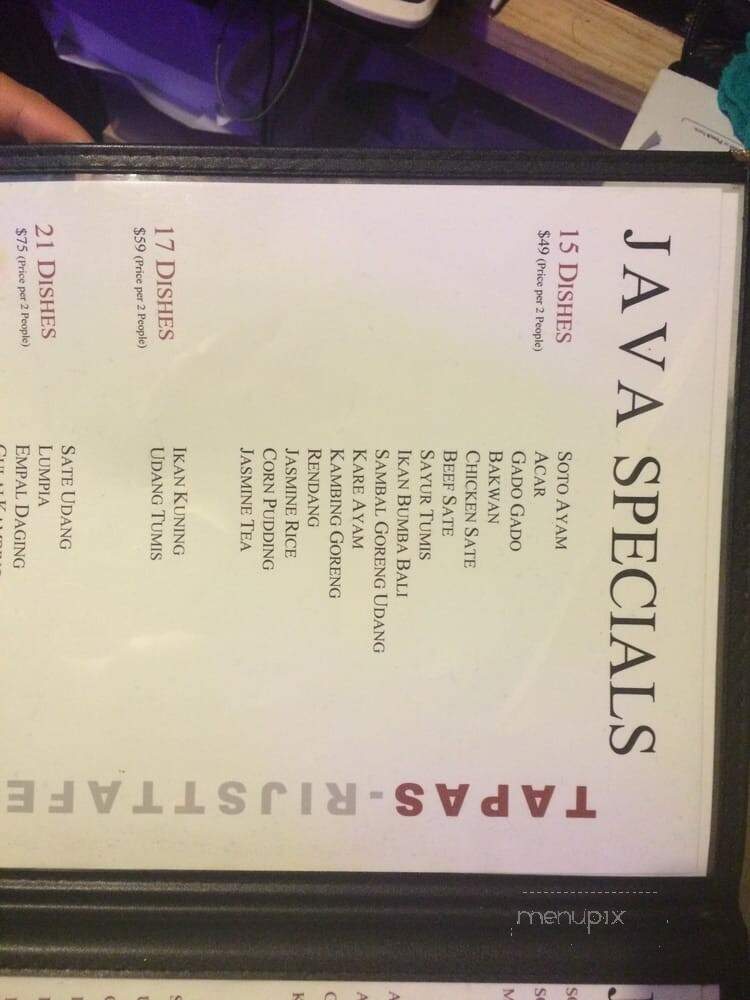 JAVA SPECIALS
15 DISHES
$49 (Price per 2 People)
SOTO AYAM
ACAR
GADO GADO
BAKWAN
CHICKEN SATE
BEEF SATE
SAYUR TUMIS
IKAN BUMBA BALI
SAMBAL GORENG UDANG
KARE AYAM
KAMBING GORENG
RENDANG
JASMINE RICE
CORN PUDDING
JASMINE TEA
17 DISHES
$59 (Price per 2 People)
IKAN KUNING
UDANG TUMIS
21 DISHES
$75 (Price per 2 People)
SATE UDANG
LUMPIA
EMPAL DAGING
TAPAS-RIJSTTAFE
menupix